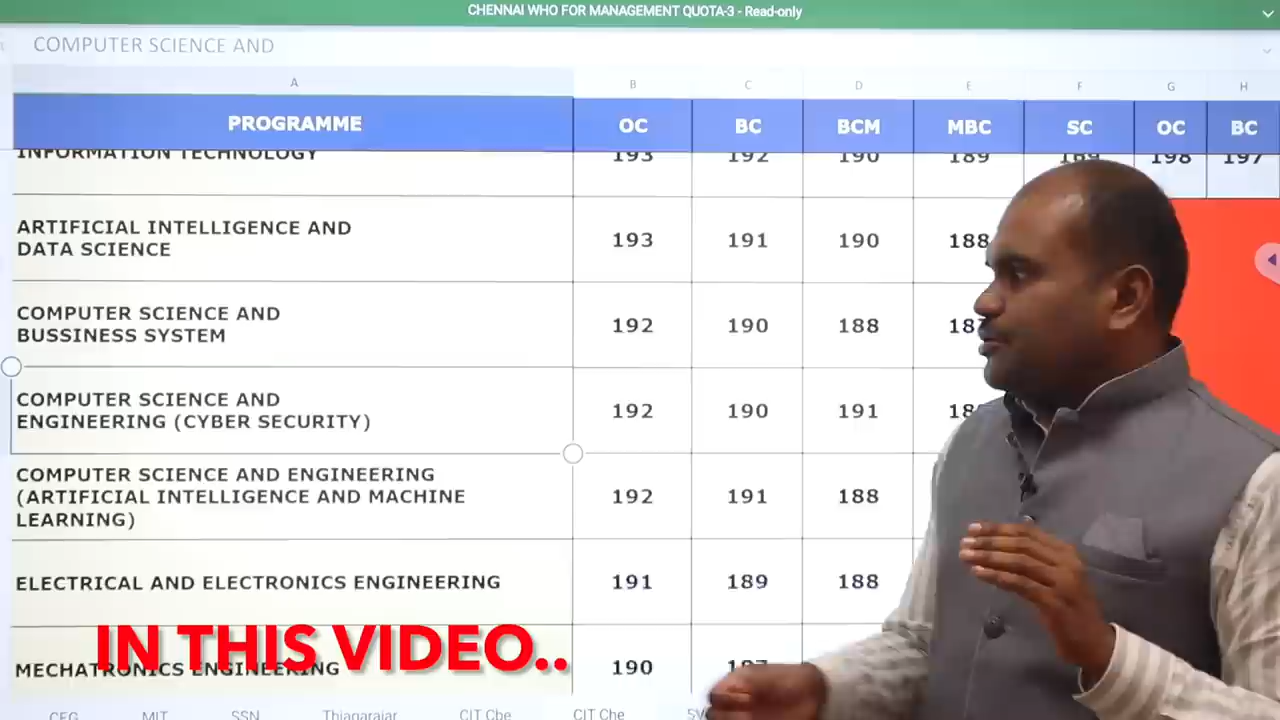 CHENNAI WHO FOR MANAGEMENT QUOTA-3 - Read-only
COMPUTER SCIENCE AND
A B C D E F G H
PROGRAMME OC BC BCM MBC SC OC BC
INFORMATION TECHNOLOGY 193 192 190 189 169 198 197
ARTIFICIAL INTELLIGENCE AND
DATA SCIENCE 193 191 190 188
COMPUTER SCIENCE AND
BUSSINESS SYSTEM 192 190 188
COMPUTER SCIENCE AND
ENGINEERING (CYBER SECURITY) 192 190 191
COMPUTER SCIENCE AND ENGINEERING
(ARTIFICIAL INTELLIGENCE AND MACHINE
LEARNING) 192 191 188
ELECTRICAL AND ELECTRONICS ENGINEERING 191 189 188
IN THIS VIDEO..
MECHATRONICS ENGINEERING 190 187
CEG MIT SSN Thiagarajar CIT Cbe CIT Che